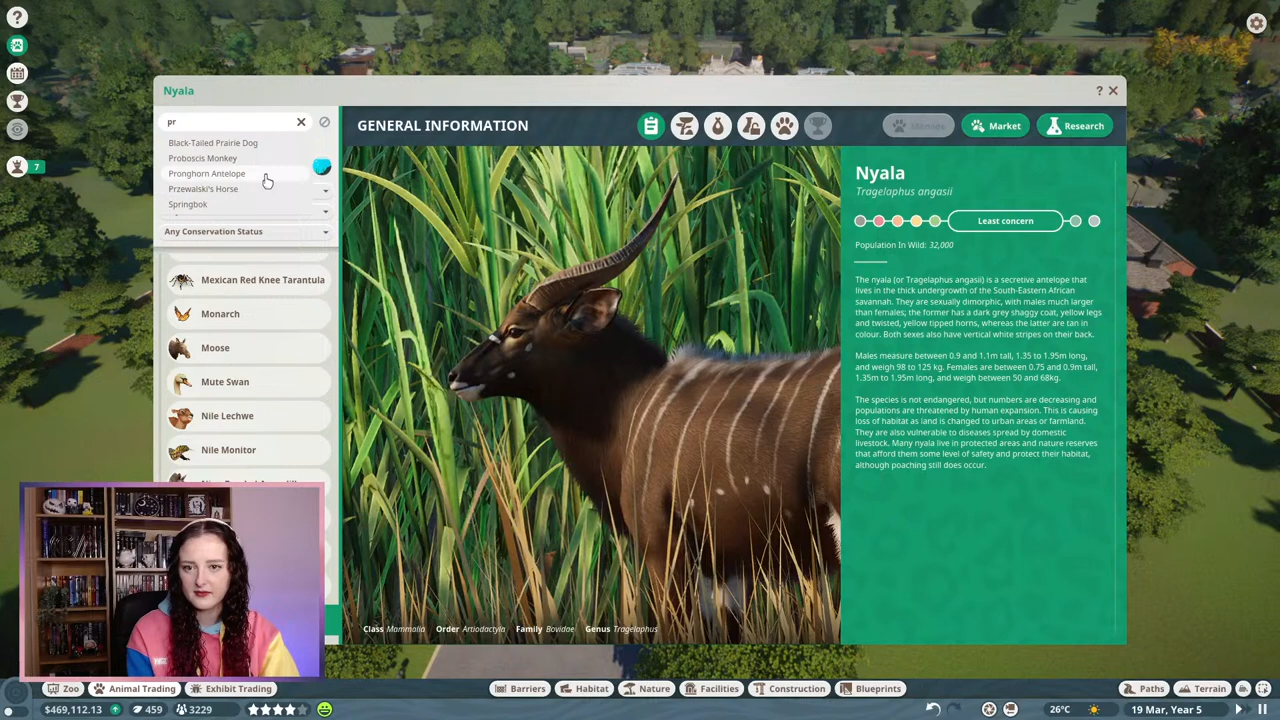 Nyala
?
pr
GENERAL INFORMATION
Market
Research
Black-Tailed Prairie Dog
Proboscis Monkey
Pronghorn Antelope
Przewalski's Horse
Springbok
Any Conservation Status
Mexican Red Knee Tarantula
Monarch
Moose
Mute Swan
Nile Lechwe
Nile Monitor
7
Nyala
Tragelaphus angasii
Least concern
Population In Wild: 32,000
The nyala (or Tragelaphus angasii) is a secretive antelope that
lives in the thick undergrowth of the South-Eastern African
savannah. They are sexually dimorphic, with males much larger
than females; the former has a dark grey shaggy coat, yellow legs
and twisted, yellow tipped horns, whereas the latter are tan in
colour. Both sexes also have vertical white stripes on their back.
Males measure between 0.9 and 1.1m tall, 1.35 to 1.95m long,
and weigh 98 to 125 kg. Females are between 0.75 and 0.9m tall,
1.35m to 1.95m long, and weigh between 50 and 68kg.
The species is not endangered, but numbers are decreasing and
populations are threatened by human expansion. This is causing
loss of habitat as land is changed to urban areas or farmland.
They are also vulnerable to diseases spread by domestic
livestock. Many nyala live in protected areas and nature reserves
that afford them some level of safety and protect their habitat,
although poaching still does occur.
Class Mammalia Order Artiodactyla Family Bovidae Genus Tragelaphus
Zoo Animal Trading Exhibit Trading Barriers Habitat Nature Facilities Construction Blueprints Paths Terrain
$469,112.13 459 3229 26°C 19 Mar, Year 5